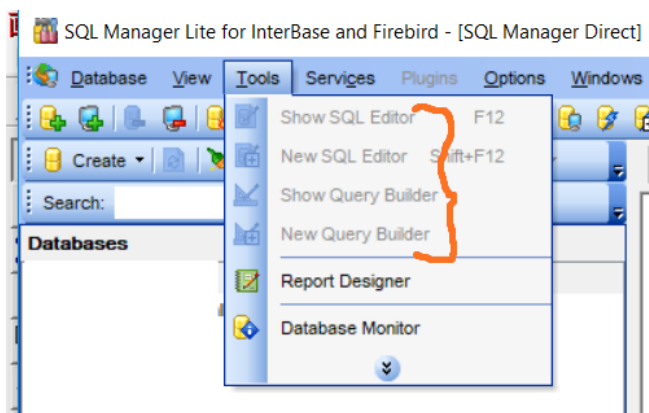 SQL Manager Lite for InterBase and Firebird - [SQL Manager Direct]
Database View Tools Services Plugins Options Windows
Show SQL Editor F12
Create New SQL Editor Shift+F12
Show Query Builder
Search:
New Query Builder
Databases
Report Designer
Database Monitor